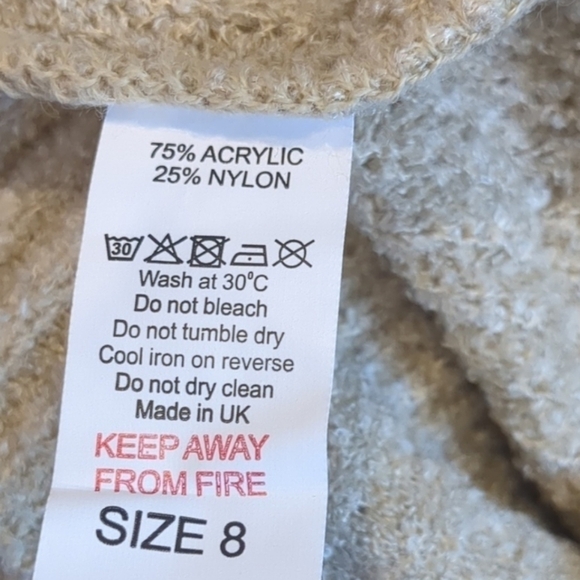 75% ACRYLIC
25% NYLON
30
Wash at 30°C
Do not bleach
Do not tumble dry
Cool iron on reverse
Do not dry clean
Made in UK
KEEP AWAY
FROM FIRE
SIZE 8